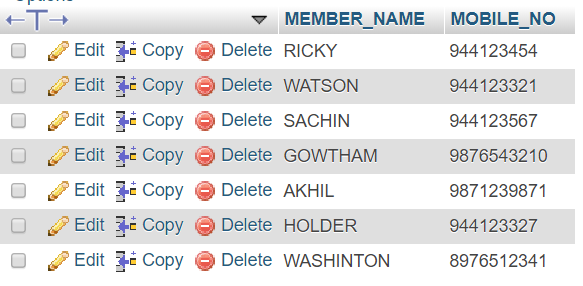 Options
MEMBER_NAME MOBILE_NO
Edit Copy Delete RICKY 944123454
Edit Copy Delete WATSON 944123321
Edit Copy Delete SACHIN 944123567
Edit Copy Delete GOWTHAM 9876543210
Edit Copy Delete AKHIL 9871239871
Edit Copy Delete HOLDER 944123327
Edit Copy Delete WASHINTON 8976512341